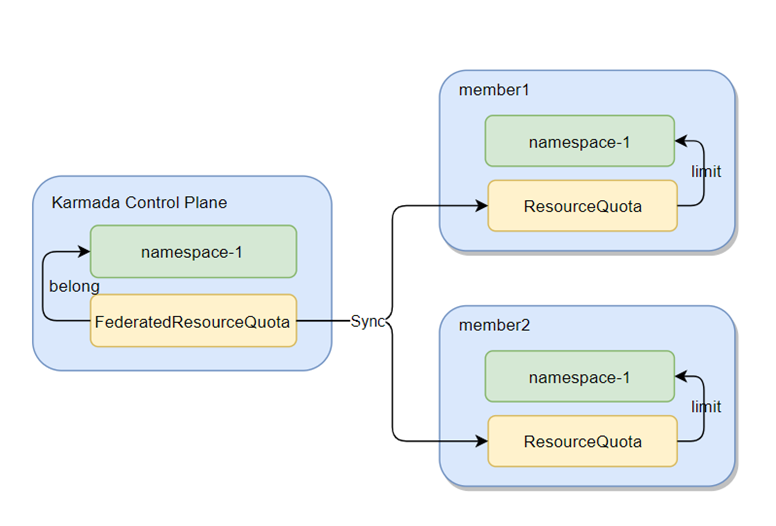 Karmada Control Plane
namespace-1
belong
FederatedResourceQuota
Sync
member1
namespace-1
limit
ResourceQuota
member2
namespace-1
limit
ResourceQuota